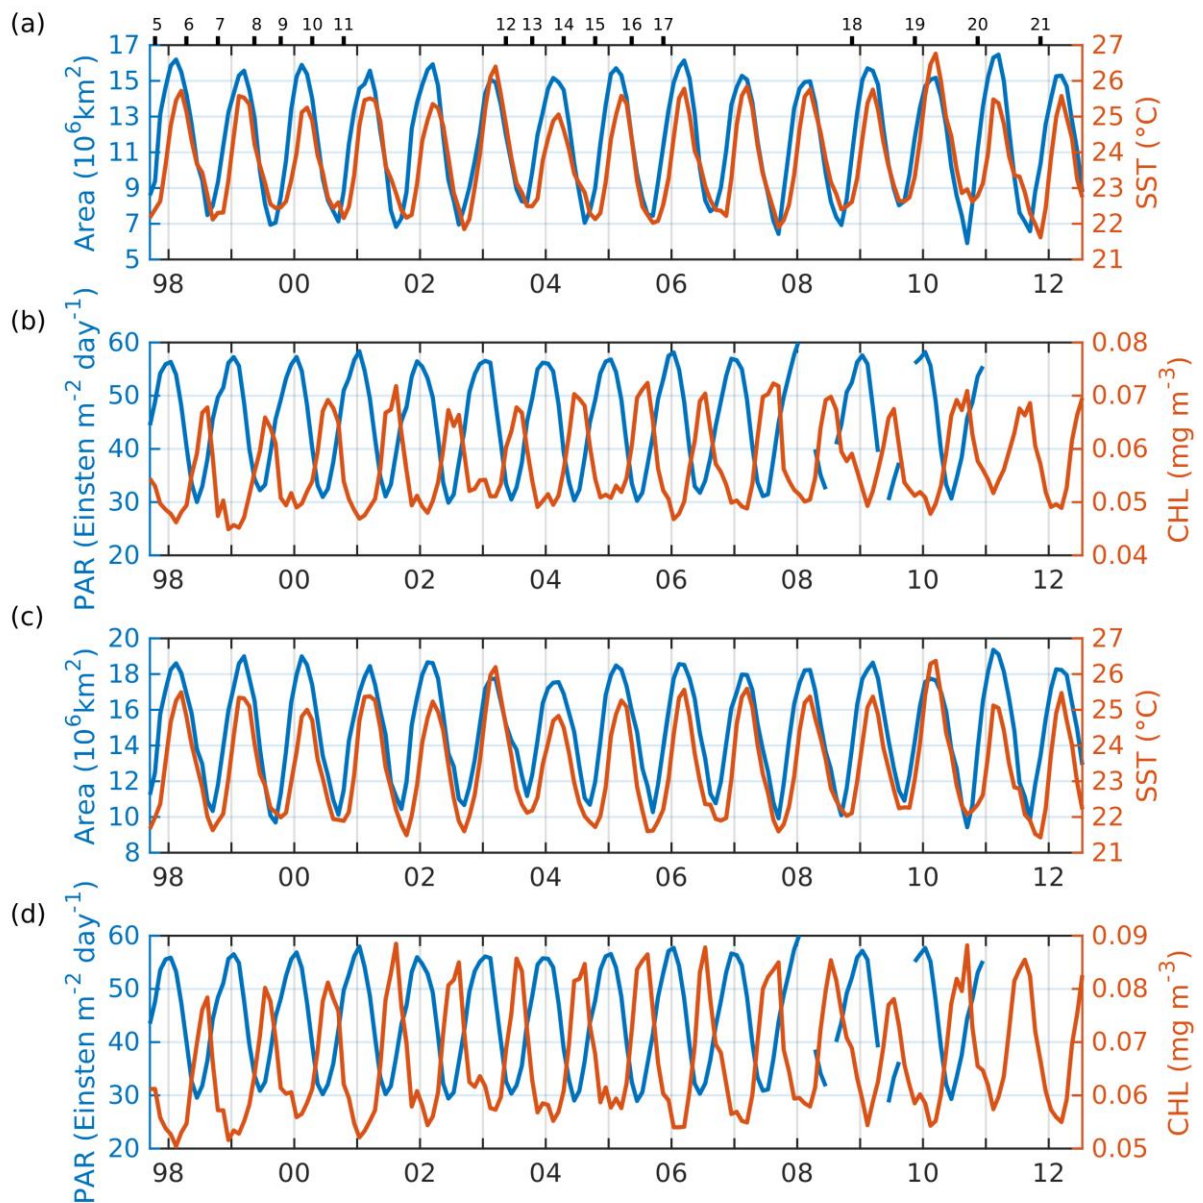 (a)
5 6 7 8 9 10 11 12 13 14 15 16 17 18 19 20 21
17 15 13 11 9 7 5
Area (10⁶km²)
27 26 25 24 23 22 21
SST (°C)
98 00 02 04 06 08 10 12
(b)
60 50 40 30 20
PAR (Einsten m⁻² day⁻¹)
0.08 0.07 0.06 0.05 0.04
CHL (mg m⁻³)
98 00 02 04 06 08 10 12
(c)
20 18 16 14 12 10 8
Area (10⁶km²)
27 26 25 24 23 22 21
SST (°C)
98 00 02 04 06 08 10 12
(d)
60 50 40 30 20
PAR (Einsten m⁻² day⁻¹)
0.09 0.08 0.07 0.06 0.05
CHL (mg m⁻³)
98 00 02 04 06 08 10 12